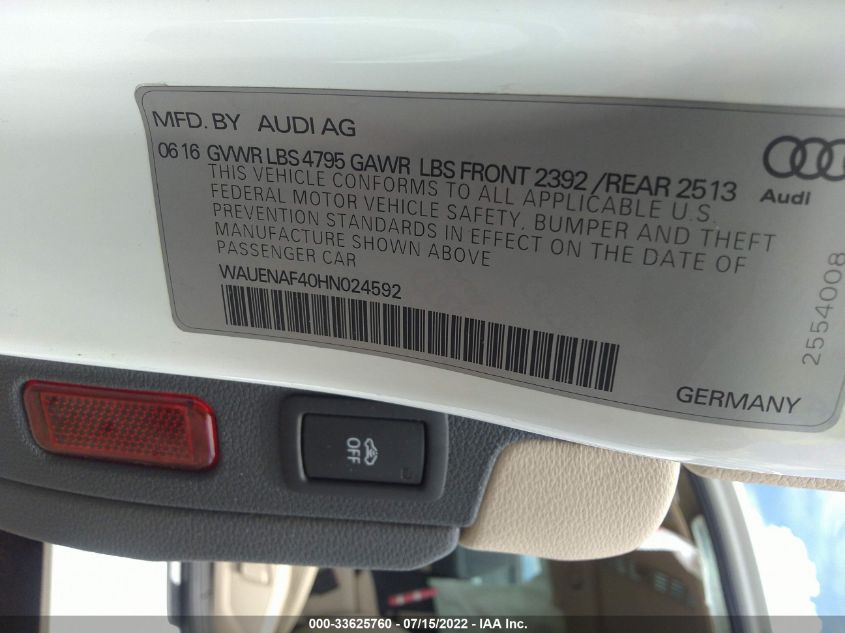 MFD. BY AUDI AG
06 16 GVWR LBS 4795 GAWR LBS FRONT 2392 /REAR 2513
THIS VEHICLE CONFORMS TO ALL APPLICABLE U.S.
FEDERAL MOTOR VEHICLE SAFETY, BUMPER AND THEFT
PREVENTION STANDARDS IN EFFECT ON THE DATE OF
MANUFACTURE SHOWN ABOVE
PASSENGER CAR
WAUENAF40HN024592
Audi
2554008
GERMANY
OFF
000-33625760 - 07/15/2022 - IAA Inc.